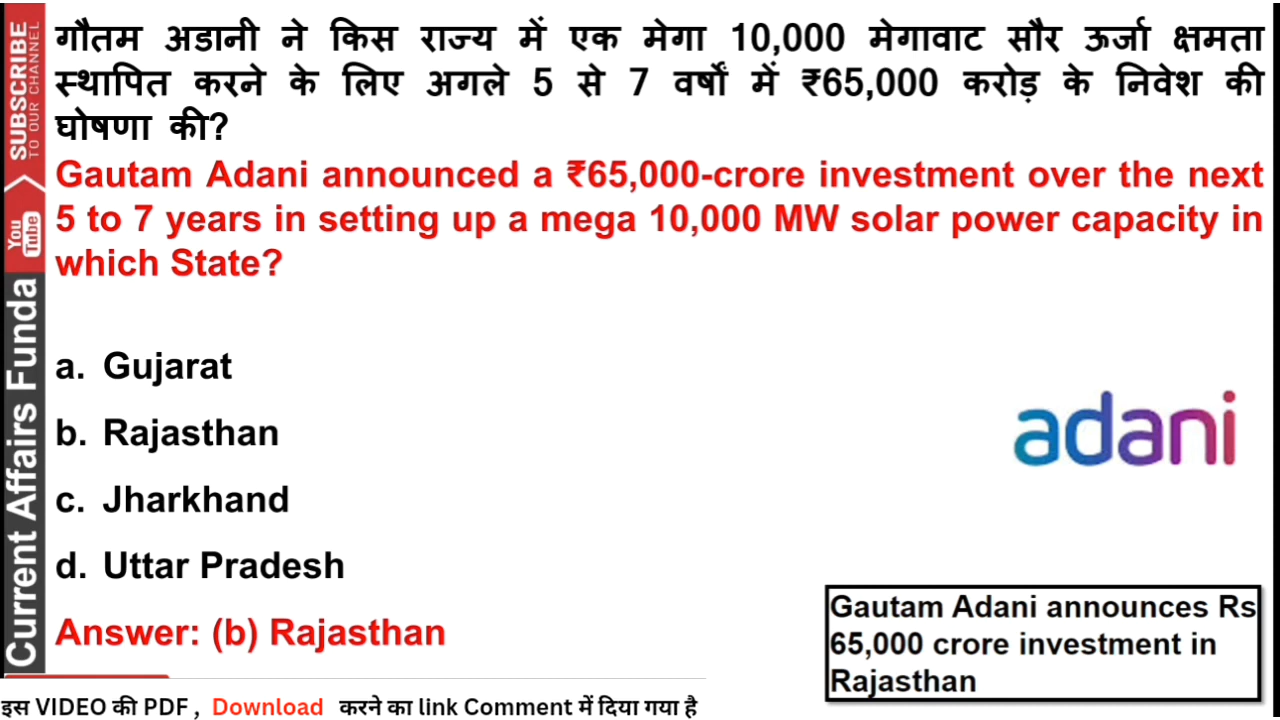 गौतम अडानी ने किस राज्य में एक मेगा 10,000 मेगावाट सौर ऊर्जा क्षमता
स्थापित करने के लिए अगले 5 से 7 वर्षों में ₹65,000 करोड़ के निवेश की
घोषणा की?
Gautam Adani announced a ₹65,000-crore investment over the next
5 to 7 years in setting up a mega 10,000 MW solar power capacity in
which State?
a. Gujarat
b. Rajasthan
c. Jharkhand
d. Uttar Pradesh
Answer: (b) Rajasthan
adani
Gautam Adani announces Rs
65,000 crore investment in
Rajasthan
Current Affairs Funda
You Tube
SUBSCRIBE
TO OUR CHANNEL
इस VIDEO की PDF , Download करने का link Comment में दिया गया है